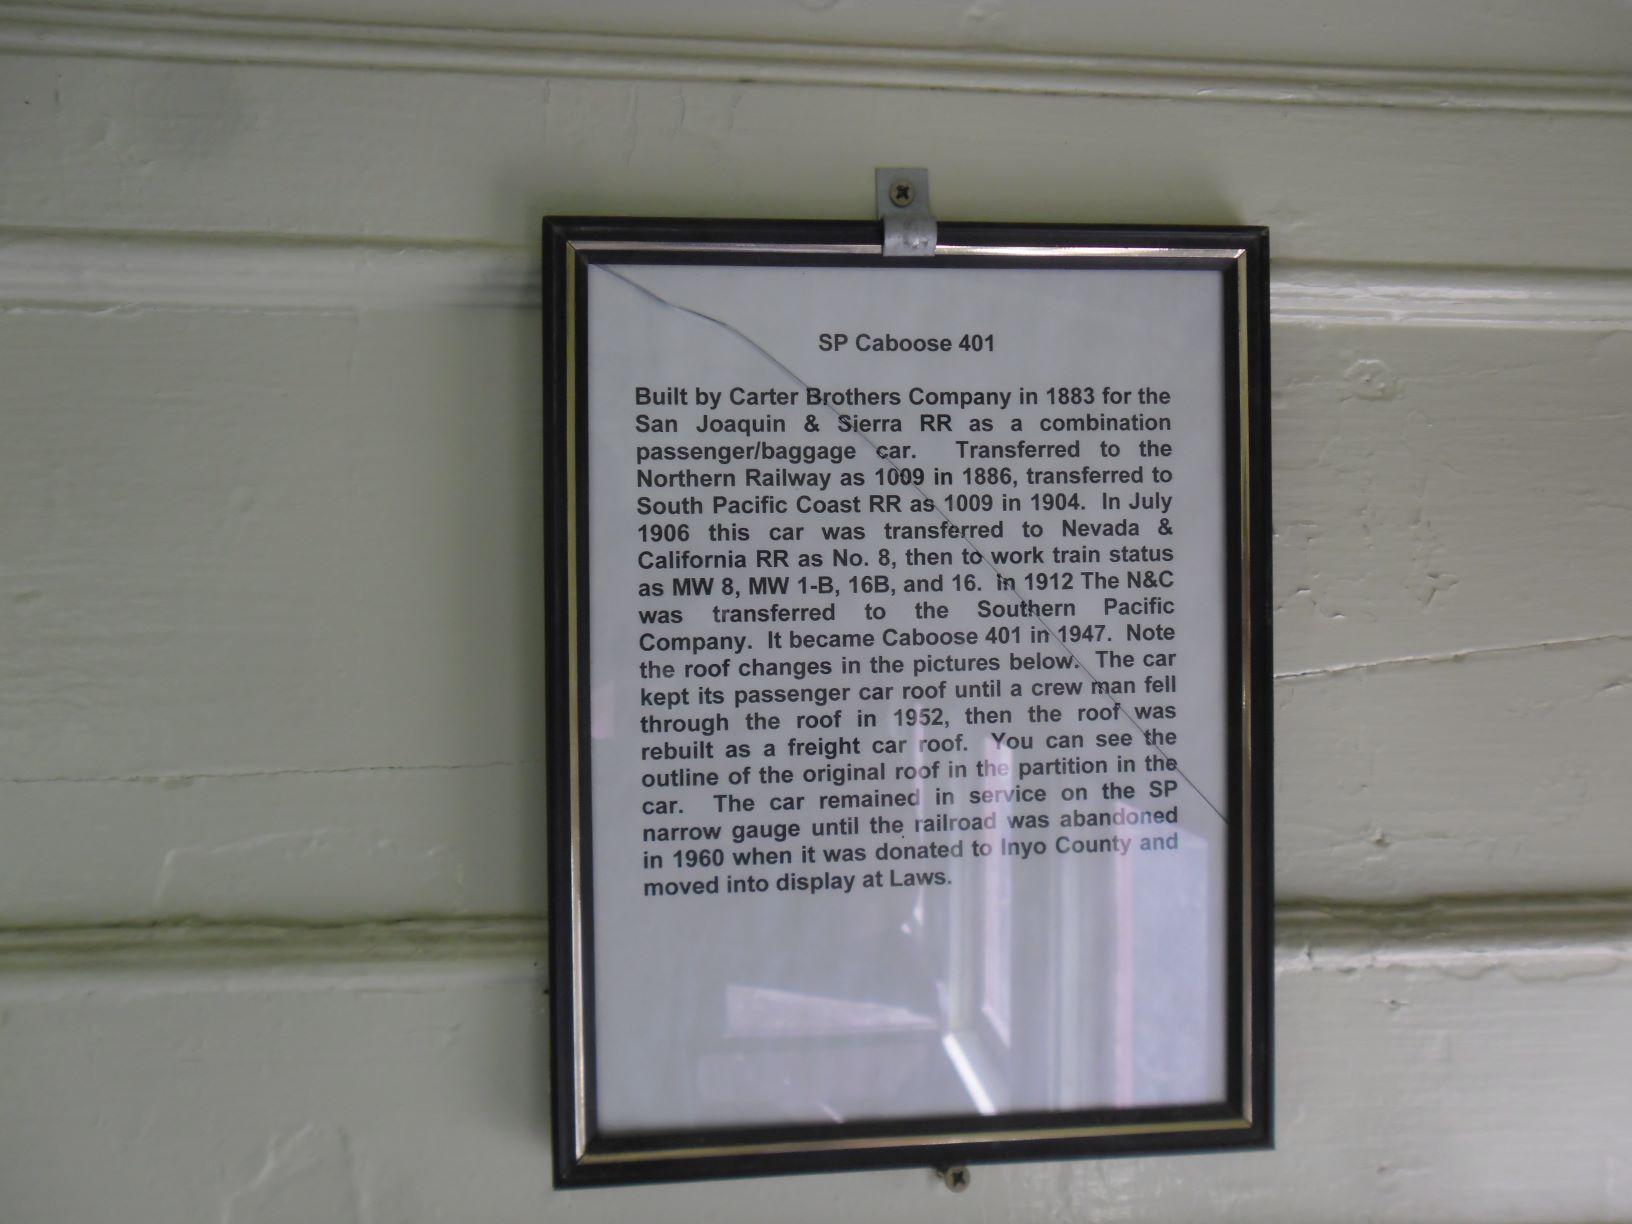 SP Caboose 401
Built by Carter Brothers Company in 1883 for the
San Joaquin & Sierra RR as a combination
passenger/baggage car. Transferred to the
Northern Railway as 1009 in 1886, transferred to
South Pacific Coast RR as 1009 in 1904. In July
1906 this car was transferred to Nevada &
California RR as No. 8, then to work train status
as MW 8, MW 1-B, 16B, and 16. In 1912 The N&C
was transferred to the Southern Pacific
Company. It became Caboose 401 in 1947. Note
the roof changes in the pictures below. The car
kept its passenger car roof until a crew man fell
through the roof in 1952, then the roof was
rebuilt as a freight car roof. You can see the
outline of the original roof in the partition in the
car. The car remained in service on the SP
narrow gauge until the railroad was abandoned
in 1960 when it was donated to Inyo County and
moved into display at Laws.